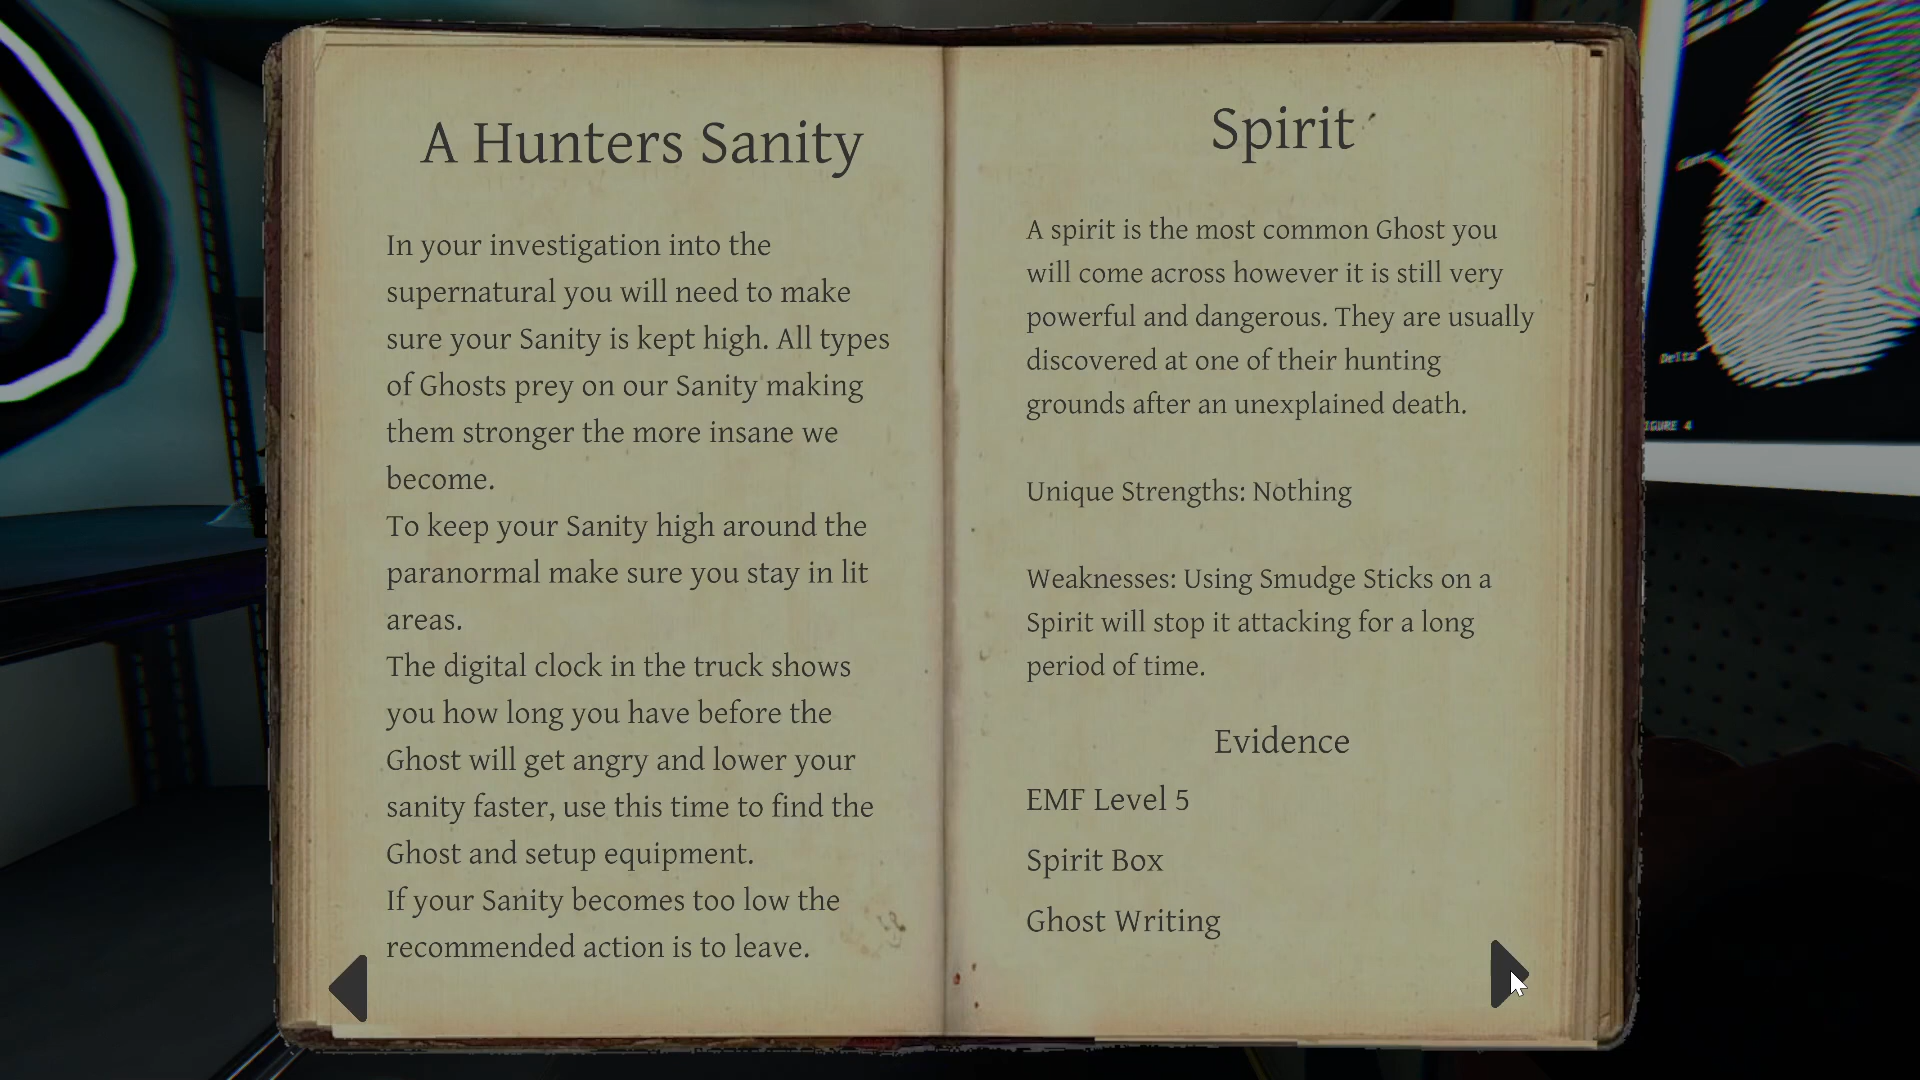 A Hunters Sanity
In your investigation into the
supernatural you will need to make
sure your Sanity is kept high. All types
of Ghosts prey on our Sanity making
them stronger the more insane we
become.
To keep your Sanity high around the
paranormal make sure you stay in lit
areas.
The digital clock in the truck shows
you how long you have before the
Ghost will get angry and lower your
sanity faster, use this time to find the
Ghost and setup equipment.
If your Sanity becomes too low the
recommended action is to leave.
Spirit
A spirit is the most common Ghost you
will come across however it is still very
powerful and dangerous. They are usually
discovered at one of their hunting
grounds after an unexplained death.
Unique Strengths: Nothing
Weaknesses: Using Smudge Sticks on a
Spirit will stop it attacking for a long
period of time.
Evidence
EMF Level 5
Spirit Box
Ghost Writing
2
3
4
Core
Delta
IGURE 4